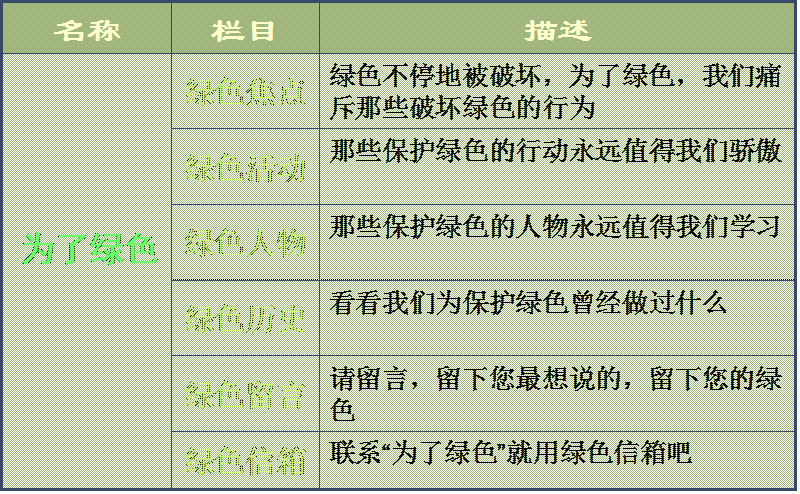 名称 栏目 描述
绿色焦点 绿色不停地被破坏，为了绿色，我们痛
斥那些破坏绿色的行为
绿色活动 那些保护绿色的行动永远值得我们骄傲
为了绿色
绿色人物 那些保护绿色的人物永远值得我们学习
绿色历史 看看我们为保护绿色曾经做过什么
绿色留言 请留言，留下您最想说的，留下您的绿
色
绿色信箱 联系“为了绿色”就用绿色信箱吧